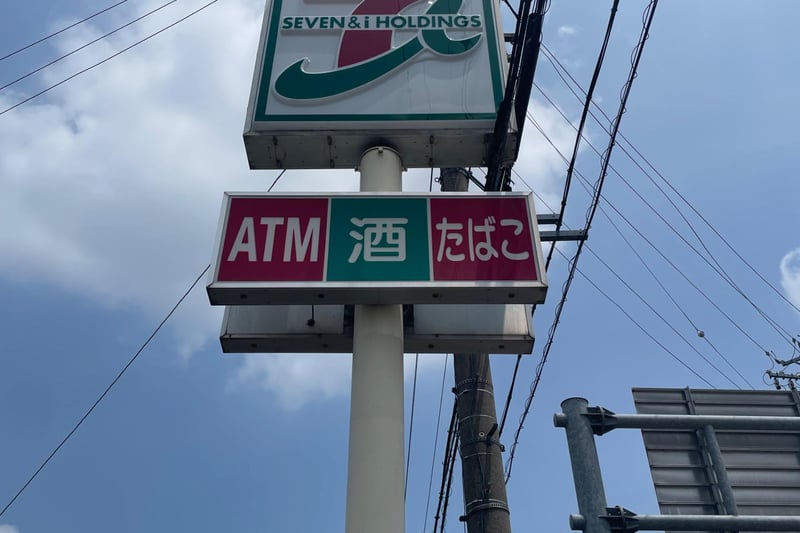 SEVEN & i HOLDINGS
ATM 酒 たばこ